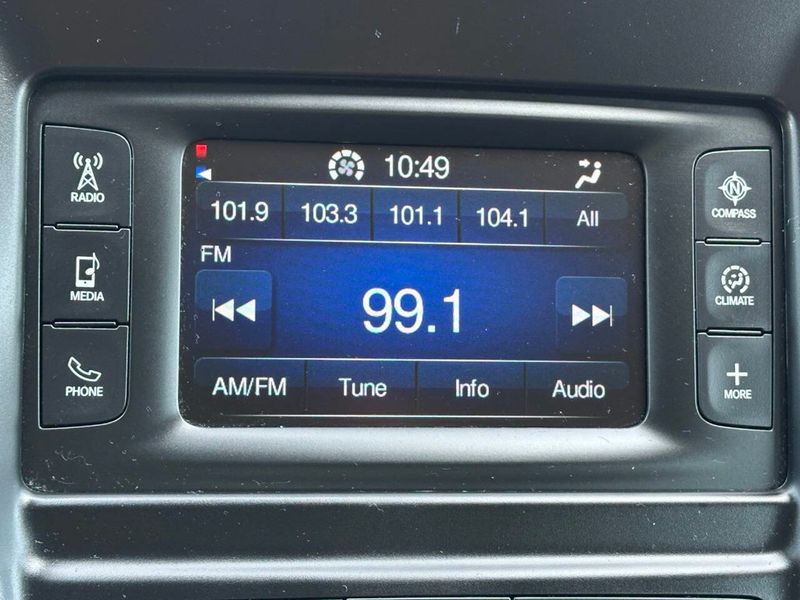 10:49
101.9 103.3 101.1 104.1 All
FM
99.1
AM/FM Tune Info Audio
RADIO
MEDIA
PHONE
N
COMPASS
CLIMATE
MORE